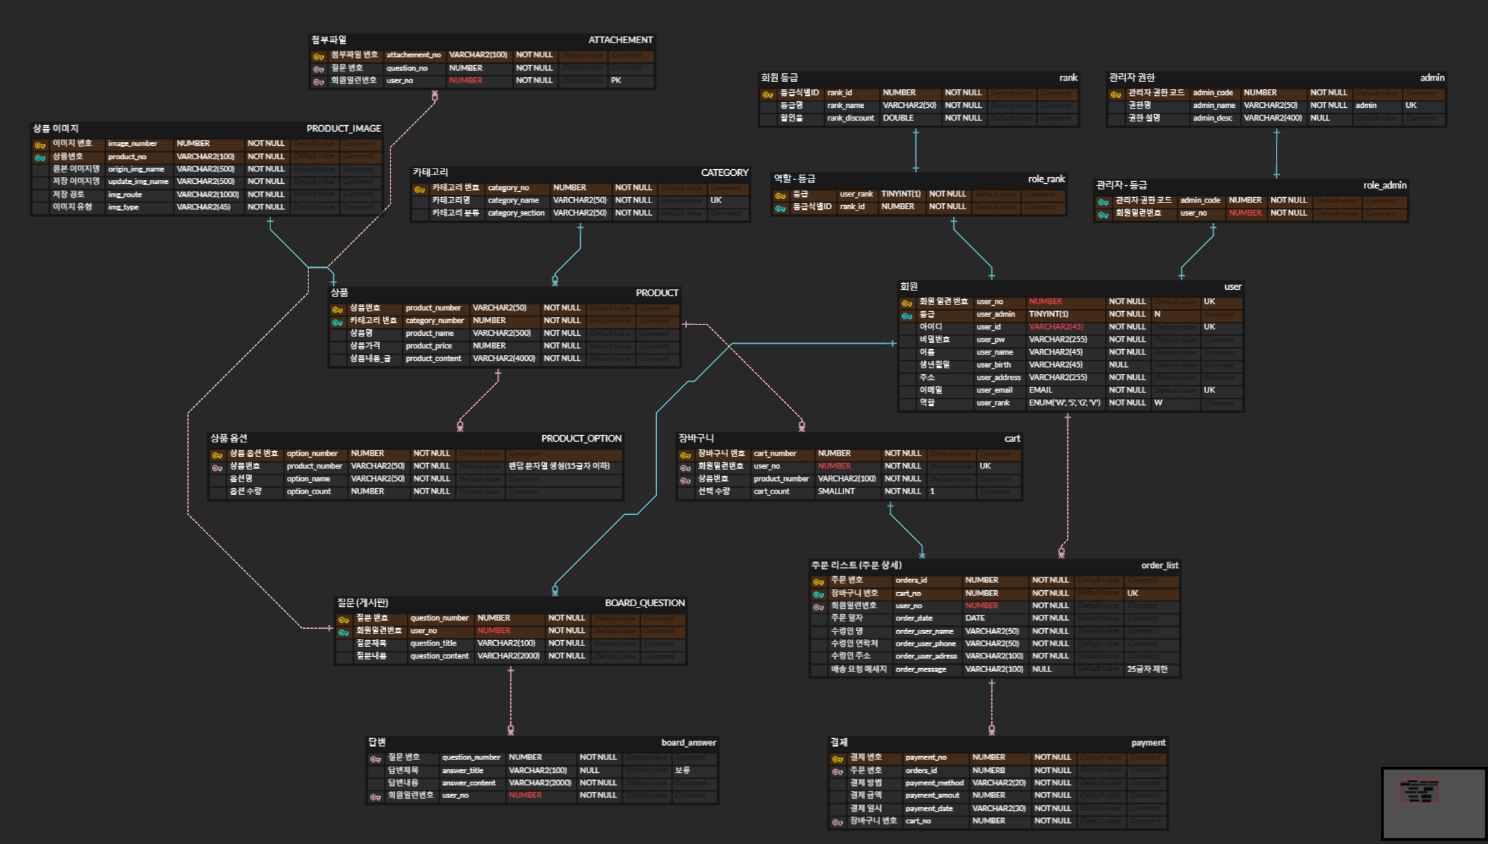 첨부파일 ATTACHEMENT
첨부파일 번호 attachement_no VARCHAR2(100) NOT NULL Default value Comment
질문 번호 question_no NUMBER NOT NULL Default value Comment
회원일련번호 user_no NUMBER NOT NULL Default value PK
상품 이미지 PRODUCT_IMAGE
이미지 번호 image_number NUMBER NOT NULL Default value Comment
상품번호 product_no VARCHAR2(100) NOT NULL Default value Comment
원본 이미지명 origin_img_name VARCHAR2(500) NOT NULL Default value Comment
저장 이미지명 update_img_name VARCHAR2(500) NOT NULL Default value Comment
저장 경로 img_route VARCHAR2(1000) NOT NULL Default value Comment
이미지 유형 img_type VARCHAR2(45) NOT NULL Default value Comment
카테고리 CATEGORY
카테고리 번호 category_no NUMBER NOT NULL Default value Comment
카테고리명 category_name VARCHAR2(50) NOT NULL Default value UK
카테고리 분류 category_section VARCHAR2(50) NOT NULL Default value Comment
회원 등급 rank
등급식별ID rank_id NUMBER NOT NULL Default value Comment
등급명 rank_name VARCHAR2(50) NOT NULL Default value Comment
할인율 rank_discount DOUBLE NOT NULL Default value Comment
관리자 권한 admin
관리자 권한 코드 admin_code NUMBER NOT NULL Default value Comment
권한명 admin_name VARCHAR2(50) NOT NULL admin UK
권한 설명 admin_desc VARCHAR2(400) NULL Default value Comment
역할 - 등급 role_rank
등급 user_rank TINYINT(1) NOT NULL Default value Comment
등급식별ID rank_id NUMBER NOT NULL Default value Comment
관리자 - 등급 role_admin
관리자 권한 코드 admin_code NUMBER NOT NULL Default value Comment
회원일련번호 user_no NUMBER NOT NULL Default value Comment
상품 PRODUCT
상품번호 product_number VARCHAR2(50) NOT NULL Default value Comment
카테고리 번호 category_number NUMBER NOT NULL Default value Comment
상품명 product_name VARCHAR2(500) NOT NULL Default value Comment
상품가격 product_price NUMBER NOT NULL Default value Comment
상품내용_글 product_content VARCHAR2(4000) NOT NULL Default value Comment
회원 user
회원 일련 번호 user_no NUMBER NOT NULL Default value UK
등급 user_admin TINYINT(1) NOT NULL N Comment
아이디 user_id VARCHAR2(45) NOT NULL Default value UK
비밀번호 user_pw VARCHAR2(255) NOT NULL Default value Comment
이름 user_name VARCHAR2(45) NOT NULL Default value Comment
생년월일 user_birth VARCHAR2(45) NULL Default value Comment
주소 user_address VARCHAR2(255) NOT NULL Default value Comment
이메일 user_email EMAIL NOT NULL Default value UK
역할 user_rank ENUM('W','S','G','V') NOT NULL W Comment
상품 옵션 PRODUCT_OPTION
상품 옵션 번호 option_number NUMBER NOT NULL Default value Comment
상품번호 product_number VARCHAR2(50) NOT NULL Default value 랜덤 문자열 생성(15글자 이하)
옵션명 option_name VARCHAR2(50) NOT NULL Default value Comment
옵션 수량 option_count NUMBER NOT NULL Default value Comment
장바구니 cart
장바구니 번호 cart_number NUMBER NOT NULL Default value Comment
회원일련번호 user_no NUMBER NOT NULL Default value UK
상품번호 product_number VARCHAR2(100) NOT NULL Default value Comment
선택 수량 cart_count SMALLINT NOT NULL 1 Comment
주문 리스트 (주문 상세) order_list
주문 번호 orders_id NUMBER NOT NULL Default value Comment
장바구니 번호 cart_no NUMBER NOT NULL Default value UK
회원일련번호 user_no NUMBER NOT NULL Default value Comment
주문 일자 order_date DATE NOT NULL Default value Comment
수령인 명 order_user_name VARCHAR2(50) NOT NULL Default value Comment
수령인 연락처 order_user_phone VARCHAR2(50) NOT NULL Default value Comment
수령인 주소 order_user_adress VARCHAR2(100) NOT NULL Default value Comment
배송 요청 메세지 order_message VARCHAR2(100) NULL Default value 25글자 제한
질문 (게시판) BOARD_QUESTION
질문 번호 question_number NUMBER NOT NULL Default value Comment
회원일련번호 user_no NUMBER NOT NULL Default value Comment
질문제목 question_title VARCHAR2(100) NOT NULL Default value Comment
질문내용 question_content VARCHAR2(2000) NOT NULL Default value Comment
답변 board_answer
질문 번호 question_number NUMBER NOT NULL Default value Comment
답변제목 answer_title VARCHAR2(100) NULL Default value 보류
답변내용 answer_content VARCHAR2(2000) NOT NULL Default value Comment
회원일련번호 user_no NUMBER NOT NULL Default value Comment
결제 payment
결제 번호 payment_no NUMBER NOT NULL Default value Comment
주문 번호 orders_id NUMERB NOT NULL Default value Comment
결제 방법 payment_method VARCHAR2(20) NOT NULL Default value Comment
결제 금액 payment_amout NUMBER NOT NULL Default value Comment
결제 일시 payment_date VARCHAR2(30) NOT NULL Default value Comment
장바구니 번호 cart_no NUMBER NOT NULL Default value Comment